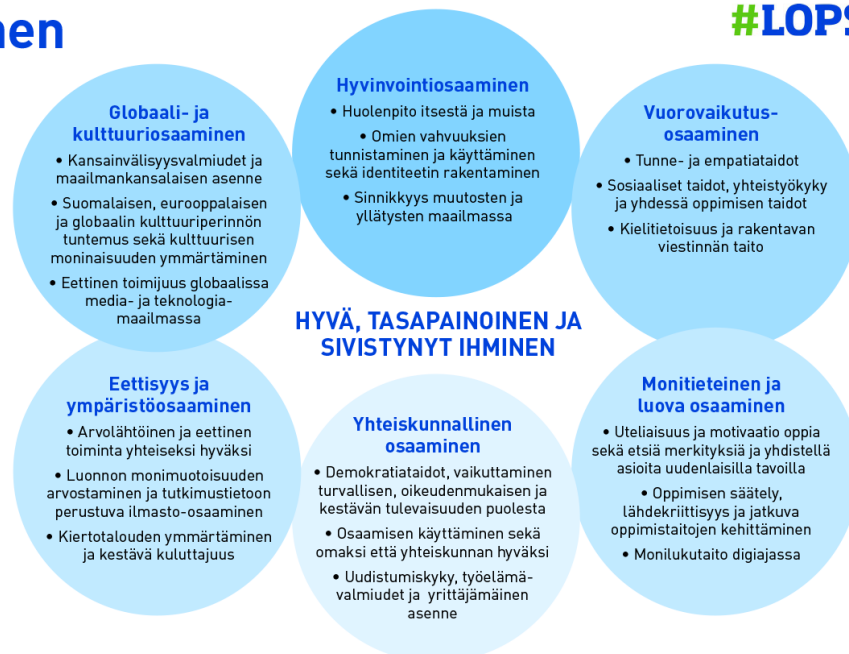 #LOPS
Hyvinvointiosaaminen
• Huolenpito itsestä ja muista
• Omien vahvuuksien
tunnistaminen ja käyttäminen
sekä identiteetin rakentaminen
• Sinnikkyys muutosten ja
yllätysten maailmassa
Globaali- ja
kulttuuriosaaminen
• Kansainvälisyysvalmiudet ja
maailmankansalaisen asenne
• Suomalaisen, eurooppalaisen
ja globaalin kulttuuriperinnön
tuntemus sekä kulttuurisen
moninaisuuden ymmärtäminen
• Eettinen toimijuus globaalissa
media- ja teknologia-
maailmassa
Vuorovaikutus-
osaaminen
• Tunne- ja empatiataidot
• Sosiaaliset taidot, yhteistyökyky
ja yhdessä oppimisen taidot
• Kielitietoisuus ja rakentavan
viestinnän taito
HYVÄ, TASAPAINOINEN JA
SIVISTYNYT IHMINEN
Eettisyys ja
ympäristöosaaminen
• Arvolähtöinen ja eettinen
toiminta yhteiseksi hyväksi
• Luonnon monimuotoisuuden
arvostaminen ja tutkimustietoon
perustuva ilmasto-osaaminen
• Kiertotalouden ymmärtäminen
ja kestävä kuluttajuus
Yhteiskunnallinen
osaaminen
• Demokratiataidot, vaikuttaminen
turvallisen, oikeudenmukaisen ja
kestävän tulevaisuuden puolesta
• Osaamisen käyttäminen sekä
omaksi että yhteiskunnan hyväksi
• Uudistumiskyky, työelämä-
valmiudet ja yrittäjämäinen
asenne
Monitieteinen ja
luova osaaminen
• Uteliaisuus ja motivaatio oppia
sekä etsiä merkityksiä ja yhdistellä
asioita uudenlaisilla tavoilla
• Oppimisen säätely,
lähdekriittisyys ja jatkuva
oppimistaitojen kehittäminen
• Monilukutaito digiajassa